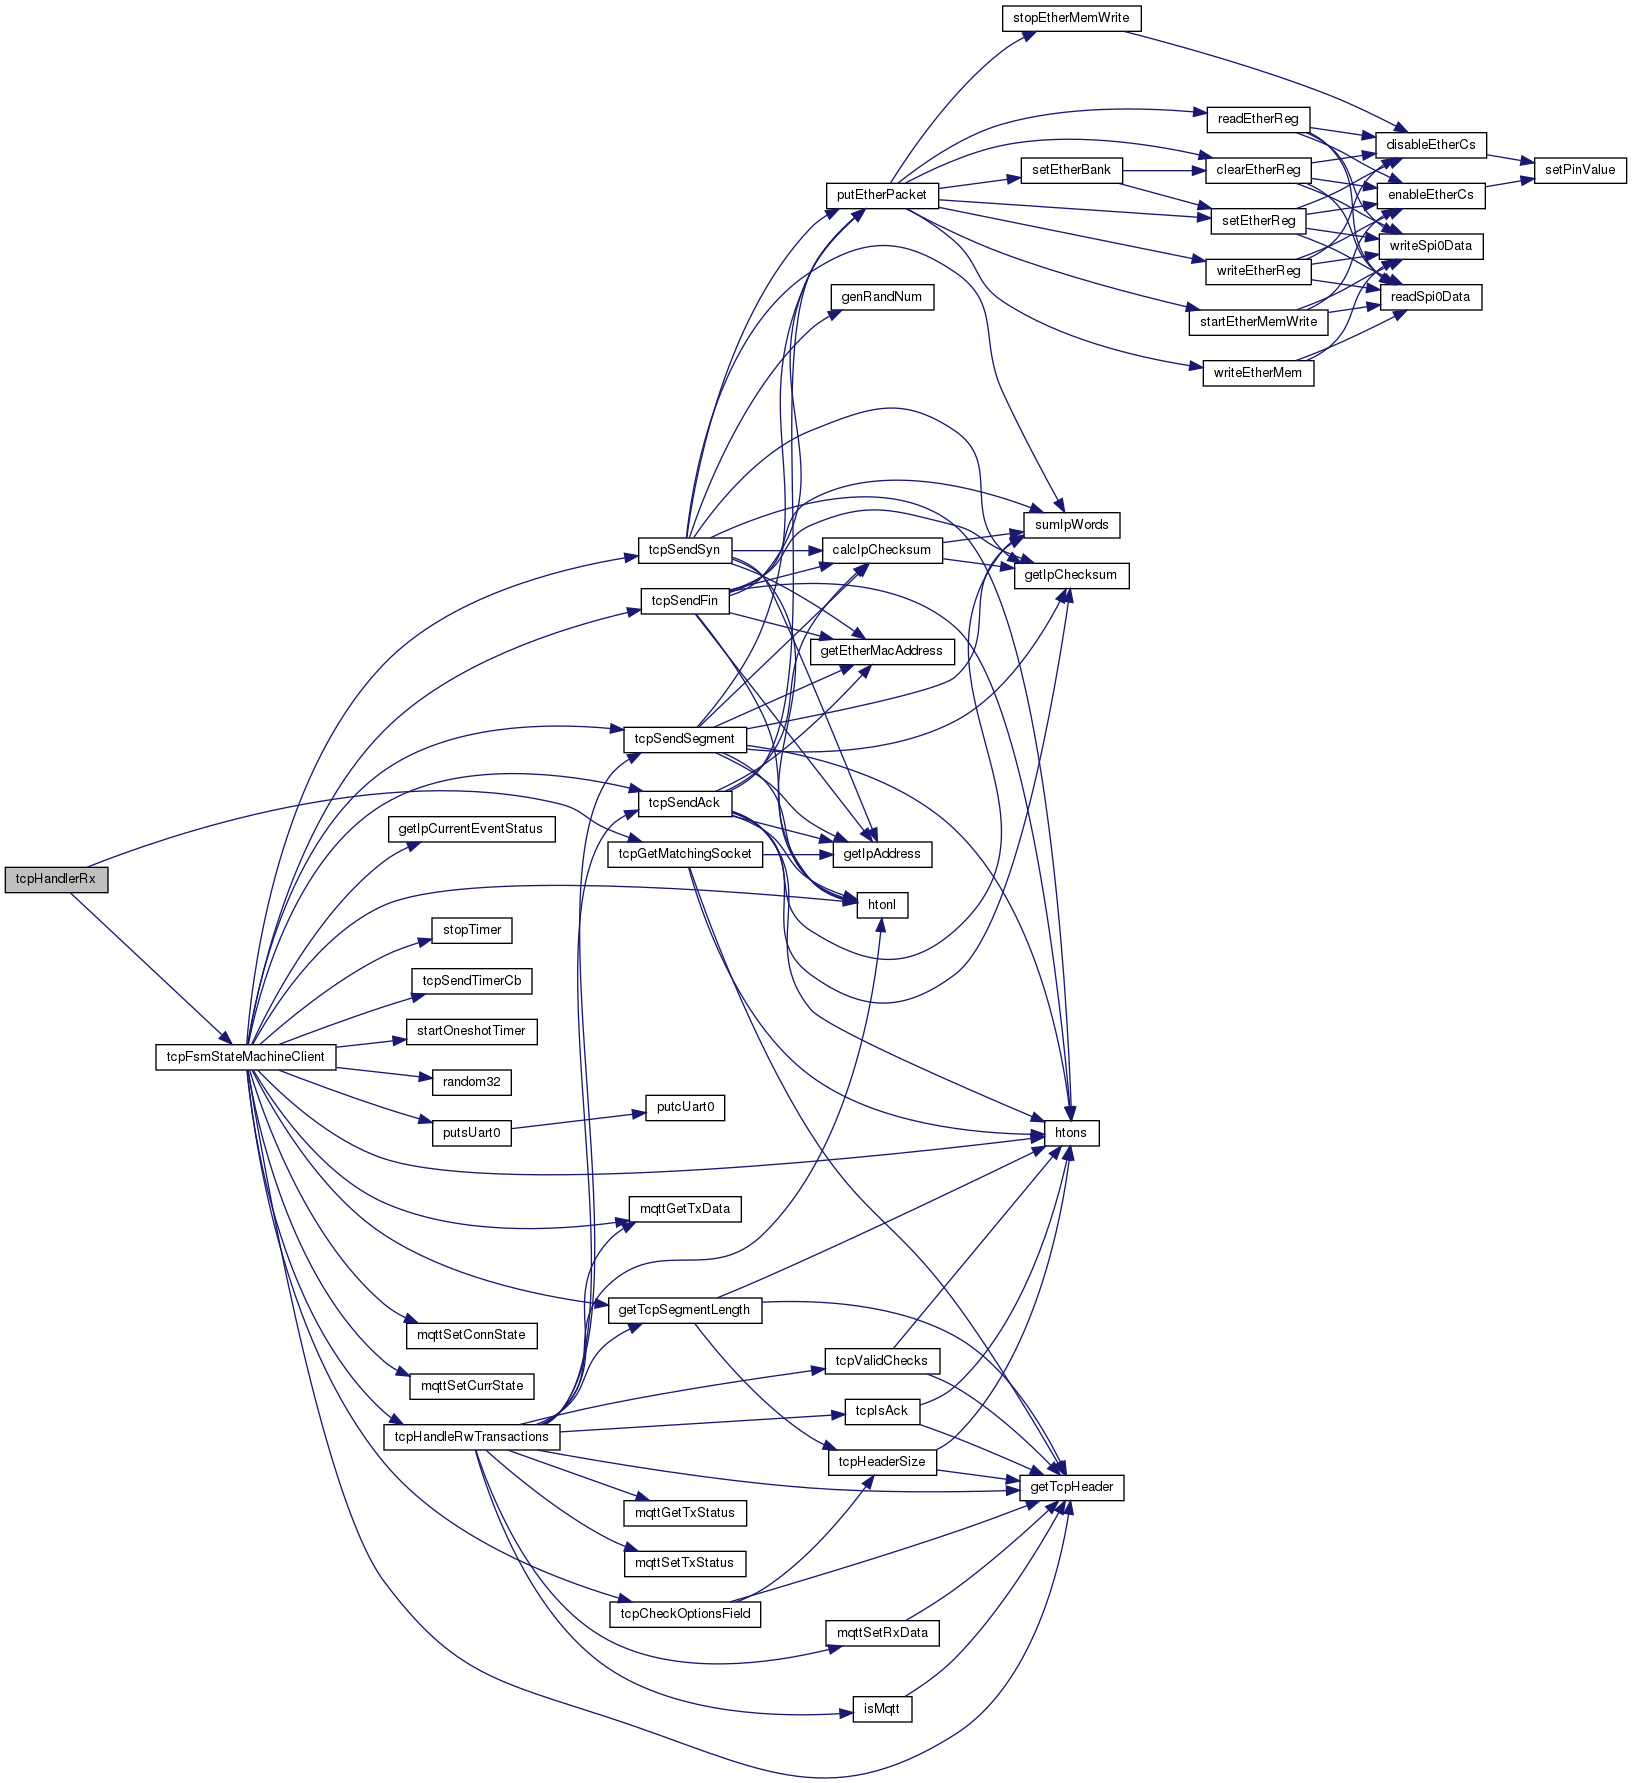 stopEtherMemWrite
readEtherReg
disableEtherCs
setEtherBank
clearEtherReg
setPinValue
putEtherPacket
enableEtherCs
setEtherReg
writeSpi0Data
writeEtherReg
genRandNum
readSpi0Data
startEtherMemWrite
writeEtherMem
sumIpWords
tcpSendSyn
calcIpChecksum
getIpChecksum
tcpSendFin
getEtherMacAddress
tcpSendSegment
tcpSendAck
getIpCurrentEventStatus
tcpGetMatchingSocket
getIpAddress
tcpHandlerRx
htonl
stopTimer
tcpSendTimerCb
startOneshotTimer
tcpFsmStateMachineClient
random32
putcUart0
putsUart0
htons
mqttGetTxData
getTcpSegmentLength
mqttSetConnState
tcpValidChecks
mqttSetCurrState
tcpIsAck
tcpHandleRwTransactions
tcpHeaderSize
getTcpHeader
mqttGetTxStatus
mqttSetTxStatus
tcpCheckOptionsField
mqttSetRxData
isMqtt